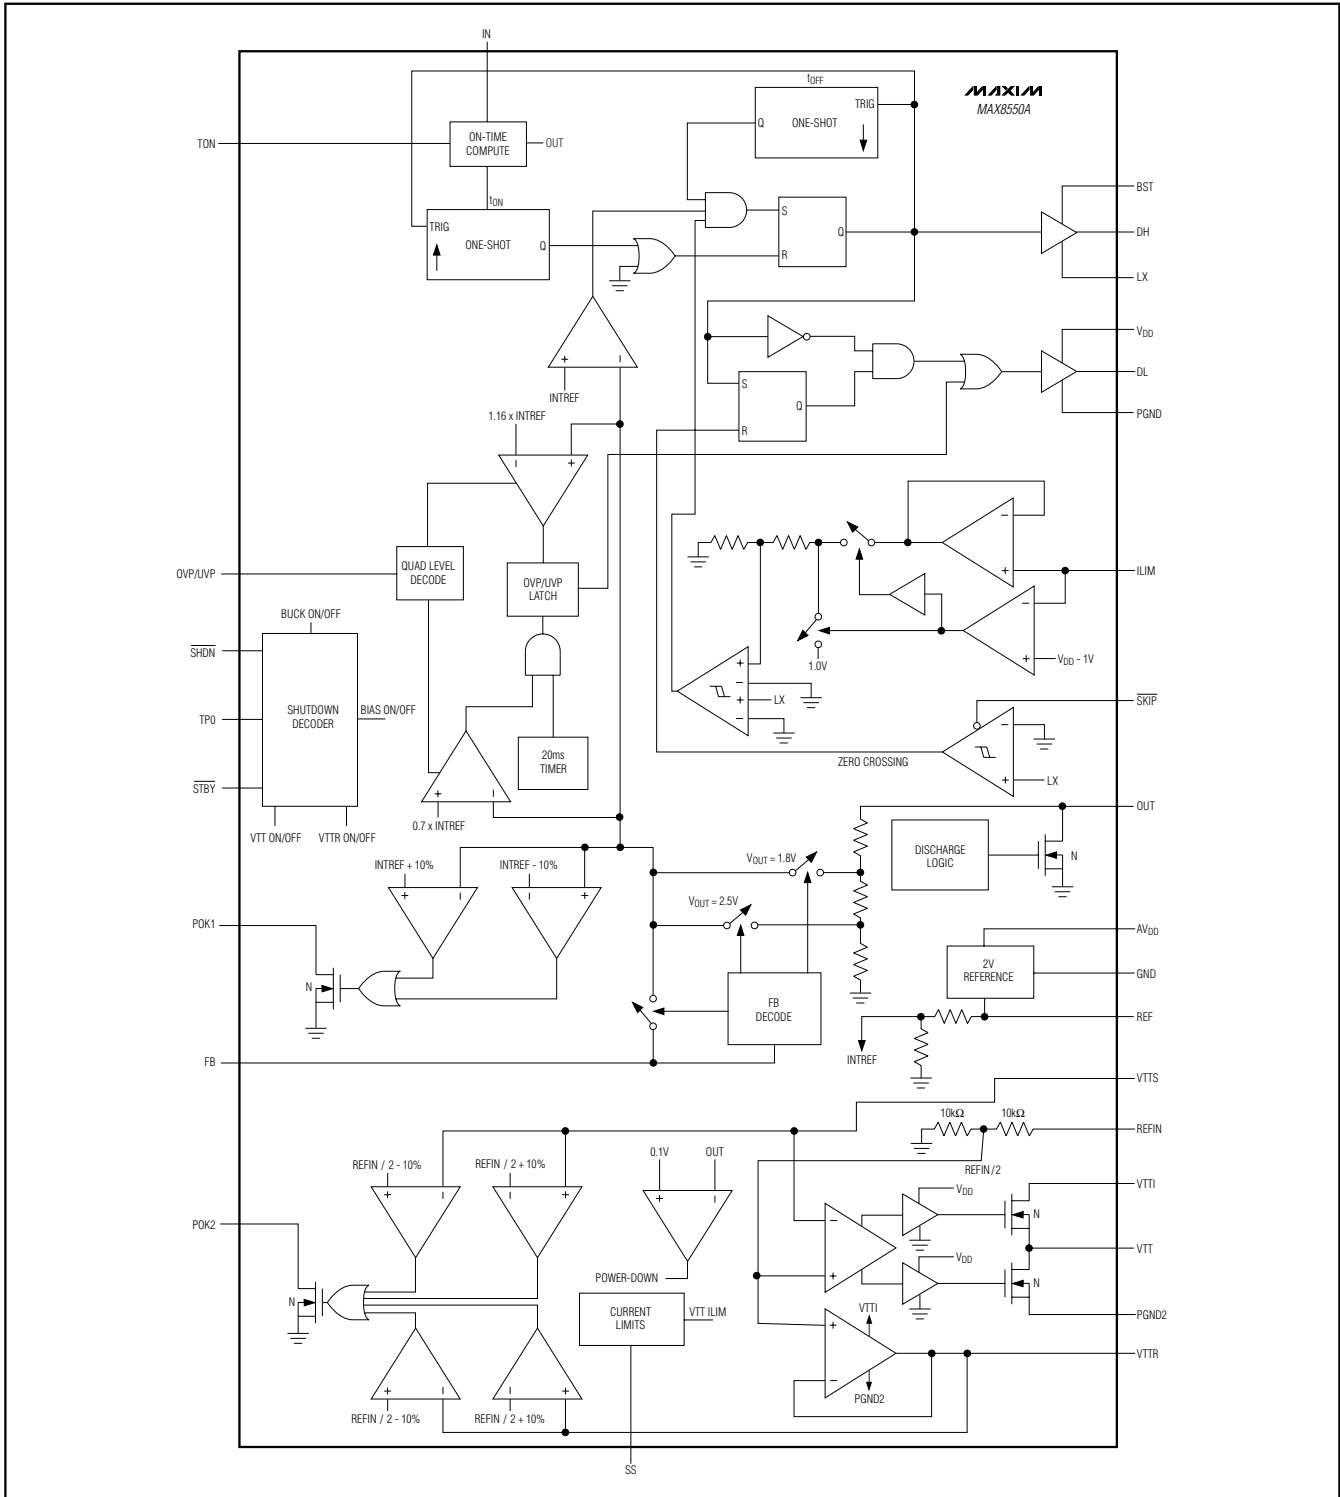 IN
tOFF
MAXIM
MAX8550A
TRIG
Q
ONE-SHOT
TON
ON-TIME
COMPUTE
OUT
BST
tON
TRIG
ONE-SHOT
Q
S
Q
R
DH
LX
+
–
INTREF
VDD
DL
PGND
S
Q
R
1.16 x INTREF
–
+
–
+
ILIM
OVP/UVP
QUAD LEVEL
DECODE
OVP/UVP
LATCH
BUCK ON/OFF
–
+
VDD - 1V
1.0V
SHDN
SHUTDOWN
DECODER
BIAS ON/OFF
TP0
STBY
VTT ON/OFF
VTTR ON/OFF
+
–
+
–
LX
SKIP
–
+
LX
ZERO CROSSING
20ms
TIMER
+
–
0.7 x INTREF
OUT
DISCHARGE
LOGIC
N
INTREF + 10%
INTREF - 10%
+
–
–
+
VOUT = 1.8V
VOUT = 2.5V
POK1
N
AVDD
2V
REFERENCE
GND
FB
DECODE
REF
INTREF
FB
VTTS
10kΩ
10kΩ
REFIN
REFIN/2
REFIN / 2 - 10%
REFIN / 2 + 10%
0.1V
OUT
+
–
–
+
+
–
VDD
VTTI
N
POK2
–
+
VTT
VDD
N
POWER-DOWN
N
CURRENT
LIMITS
VTT ILIM
VTTI
PGND2
+
–
VTTR
PGND2
+
–
–
+
REFIN / 2 - 10%
REFIN / 2 + 10%
SS